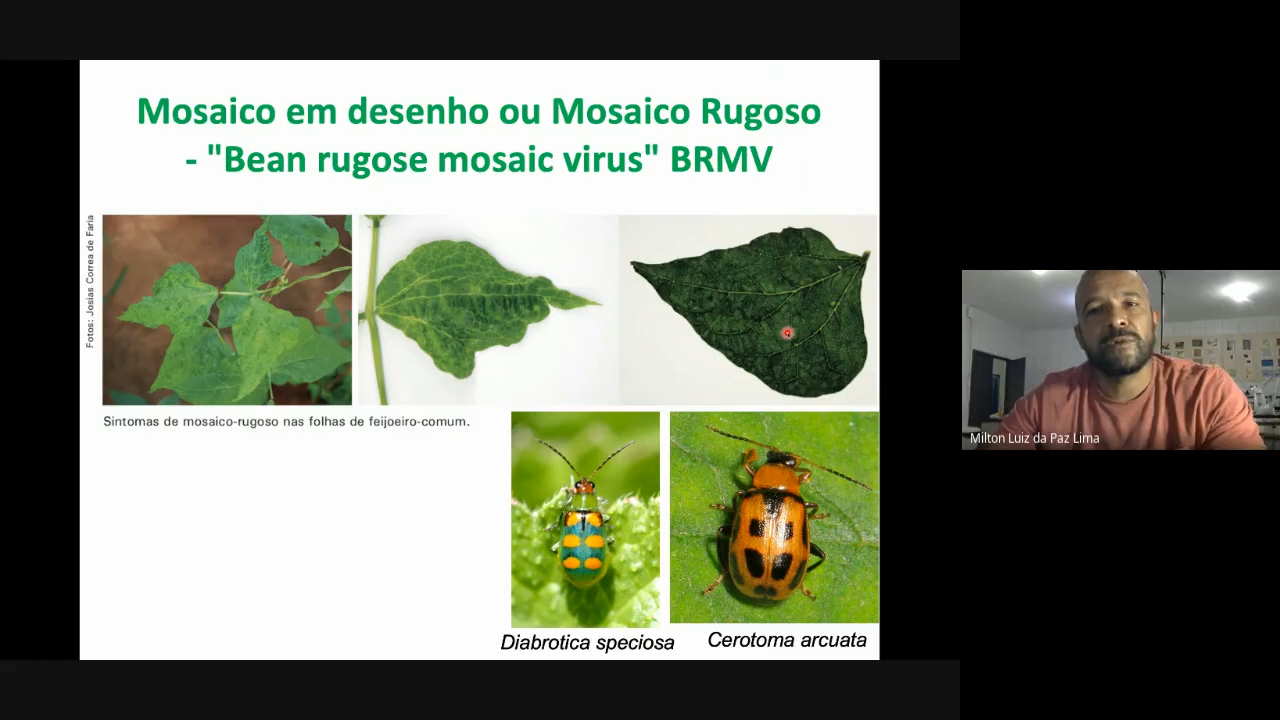 Mosaico em desenho ou Mosaico Rugoso
- "Bean rugose mosaic virus" BRMV
Fotos: Josias Correa de Faria
Sintomas de mosaico-rugoso nas folhas de feijoeiro-comum.
Diabrotica speciosa
Cerotoma arcuata
Milton Luiz da Paz Lima